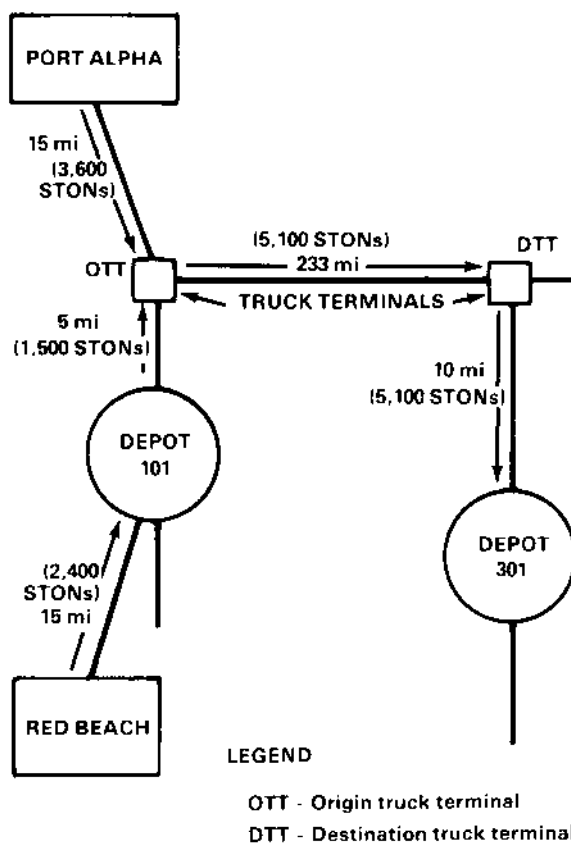 PORT ALPHA
15 mi
(3,600
STONs)
(5,100 STONs)
DTT
OTT
233 mi
TRUCK TERMINALS
5 mi
(1,500 STONs)
10 mi
(5,100 STONs)
DEPOT
101
DEPOT
301
(2,400
STONs)
15 mi
RED BEACH
LEGEND
OTT - Origin truck terminal
DTT - Destination truck terminal